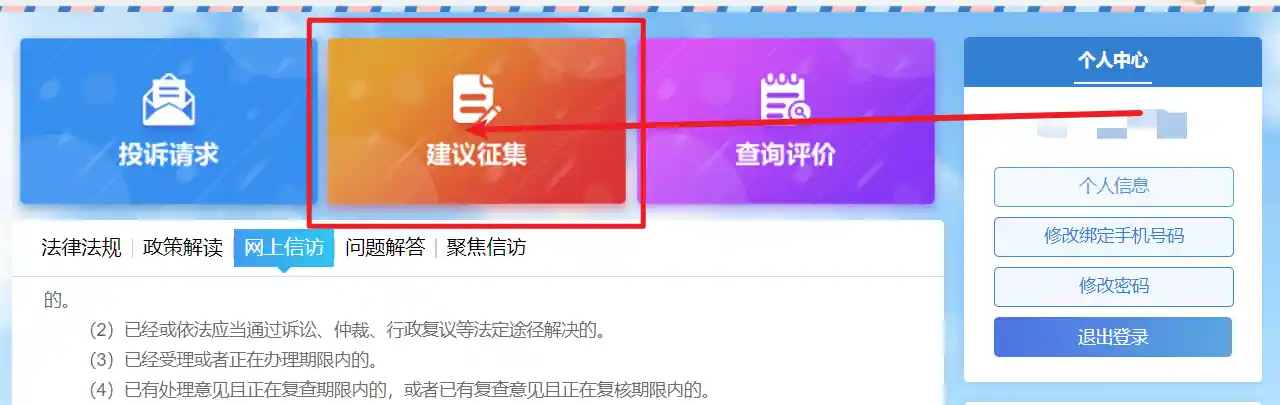 投诉请求
建议征集
查询评价
个人中心
个人信息
修改绑定手机号码
修改密码
退出登录
法律法规 政策解读 网上信访 问题解答 聚焦信访
的。
（2）已经或依法应当通过诉讼、仲裁、行政复议等法定途径解决的。
（3）已经受理或者正在办理期限内的。
（4）已有处理意见且正在复查期限内的，或者已有复查意见且正在复核期限内的。